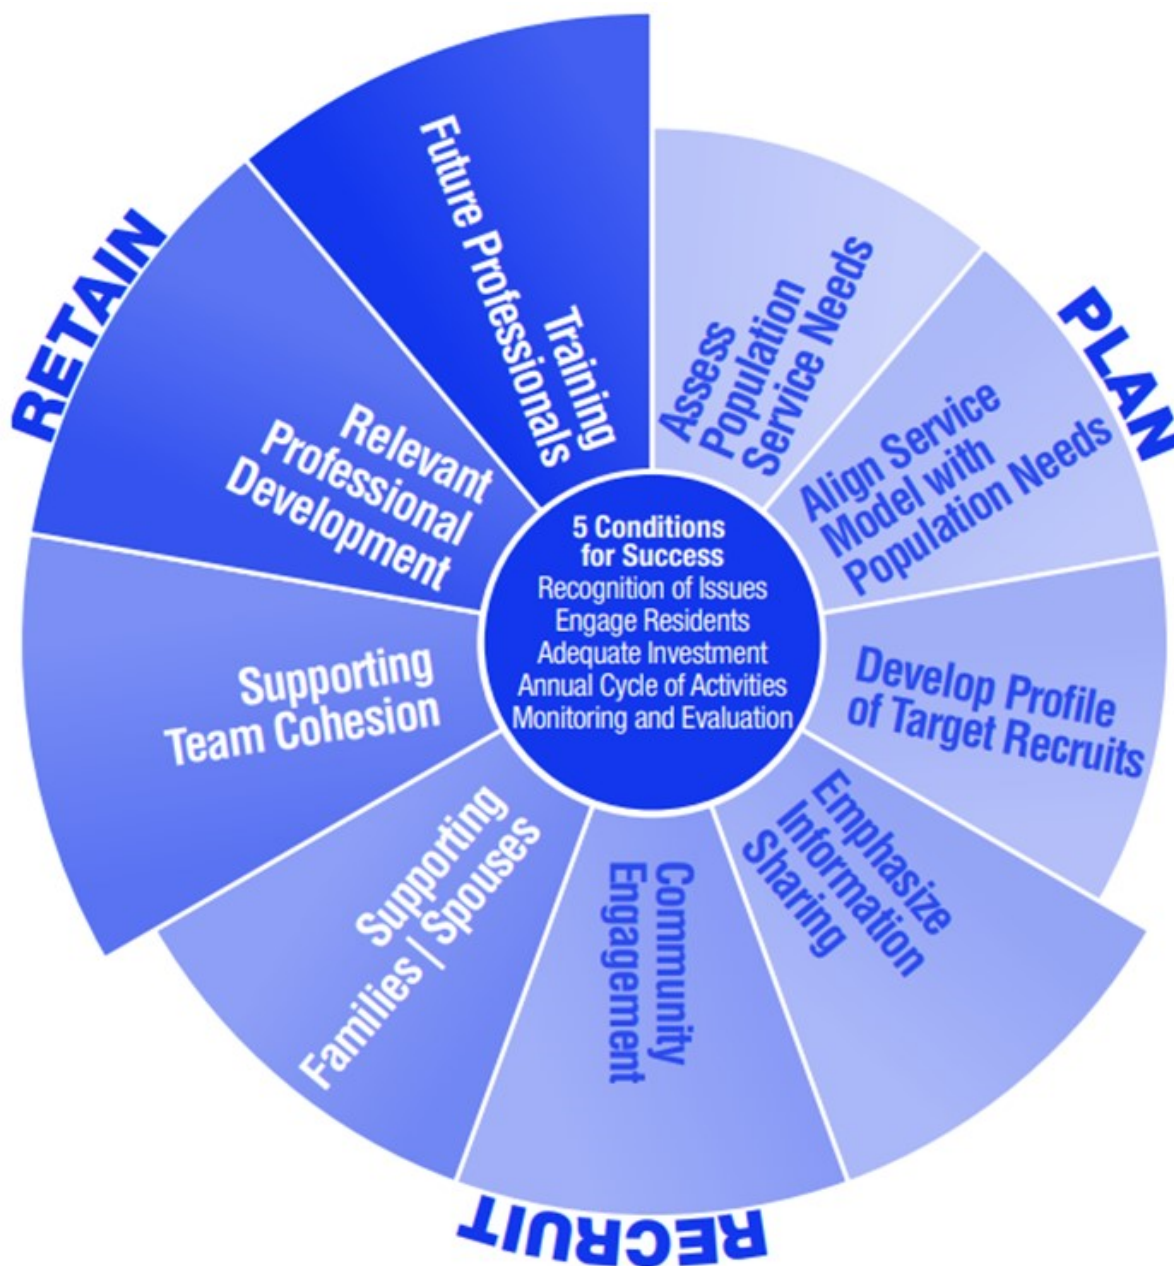 PLAN
Assess
Population
Service Needs
Align Service
Model with
Population Needs
Develop Profile
of Target Recruits
RECRUIT
Emphasize
Information
Sharing
Community
Engagement
Supporting
Families | Spouses
RETAIN
Supporting
Team Cohesion
Relevant
Professional
Development
Training
Future Professionals
5 Conditions
for Success
Recognition of Issues
Engage Residents
Adequate Investment
Annual Cycle of Activities
Monitoring and Evaluation